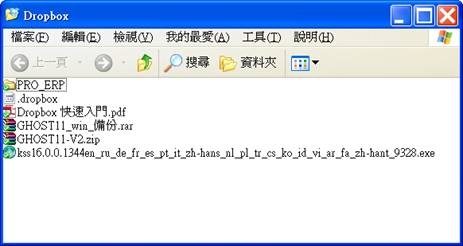 Dropbox
檔案(F) 編輯(E) 檢視(V) 我的最愛(A) 工具(T) 說明(H)
上一頁 搜尋 資料夾
PRO_ERP
.dropbox
Dropbox 快速入門.pdf
GHOST11_win_備份.rar
GHOST11-V2.zip
kss16.0.0.1344en_ru_de_fr_es_pt_it_zh-hans_nl_pl_tr_cs_ko_id_vi_ar_fa_zh-hant_9328.exe